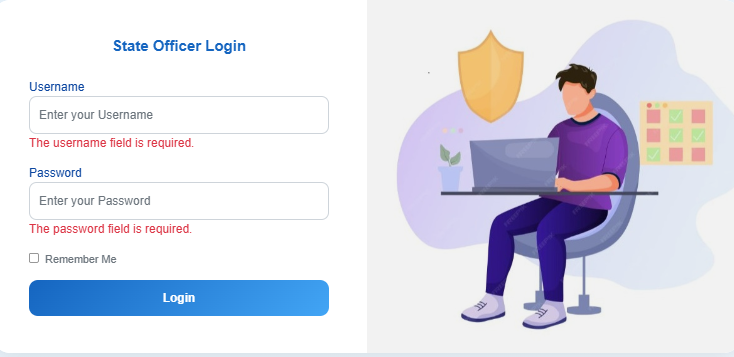 State Officer Login
Username
Enter your Username
The username field is required.
Password
Enter your Password
The password field is required.
Remember Me
Login